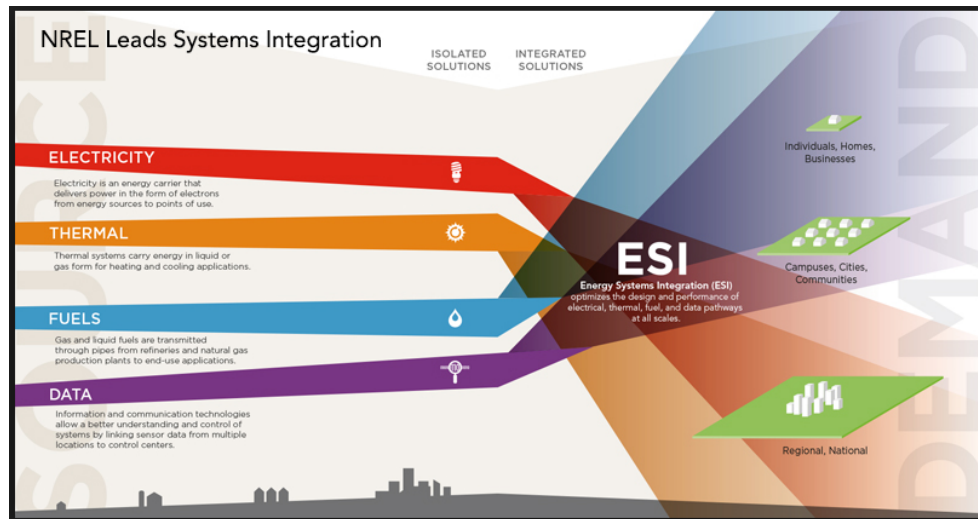 NREL Leads Systems Integration
ISOLATED
SOLUTIONS
INTEGRATED
SOLUTIONS
SOURCE
DEMAND
ELECTRICITY
Electricity is an energy carrier that
delivers power in the form of electrons
from energy sources to points of use.
THERMAL
Thermal systems carry energy in liquid or
gas form for heating and cooling applications.
FUELS
Gas and liquid fuels are transmitted
through pipes from refineries and natural gas
production plants to end-use applications.
DATA
Information and communication technologies
allow a better understanding and control of
systems by linking sensor data from multiple
locations to control centers.
ESI
Energy Systems Integration (ESI)
optimizes the design and performance of
electrical, thermal, fuel, and data pathways
at all scales.
Individuals, Homes,
Businesses
Campuses, Cities,
Communities
Regional, National